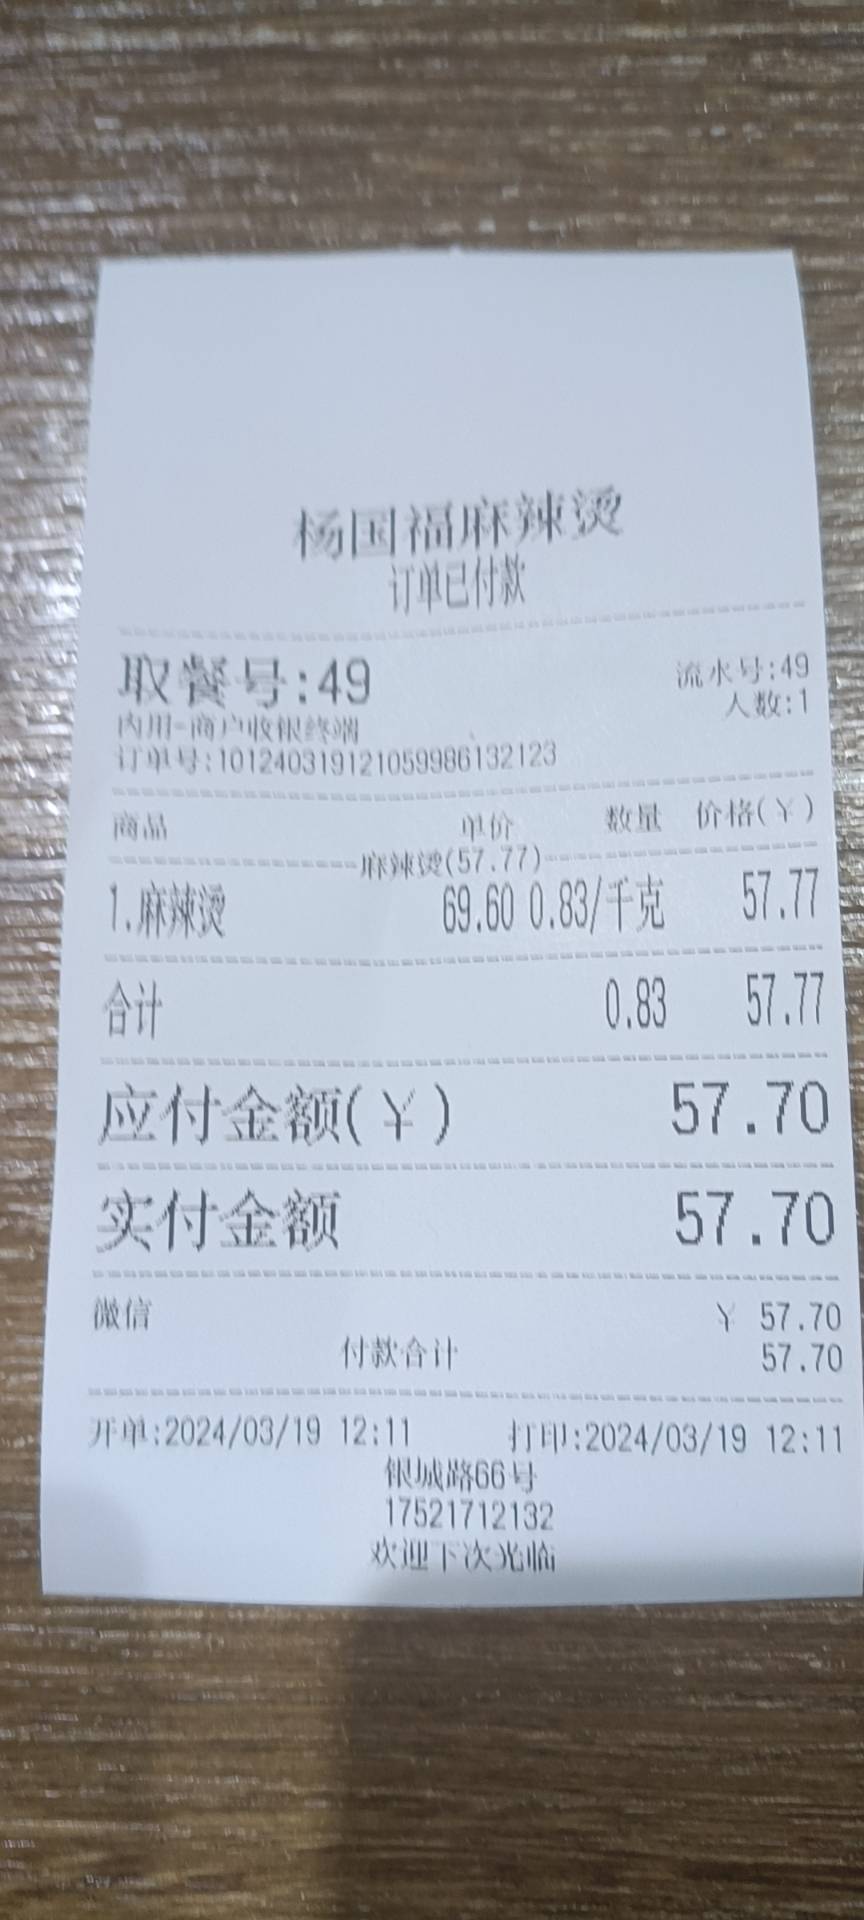 杨国福麻辣烫
订单已付款
取餐号:49 流水号:49
人数:1
内用-商户收银终端
订单号:101240319121059986132123
商品 单价 数量 价格(¥)
麻辣烫(57.77)
1.麻辣烫 69.60 0.83/千克 57.77
合计 0.83 57.77
应付金额(¥) 57.70
实付金额 57.70
微信 ¥ 57.70
付款合计 57.70
开单:2024/03/19 12:11 打印:2024/03/19 12:11
银城路66号
17521712132
欢迎下次光临